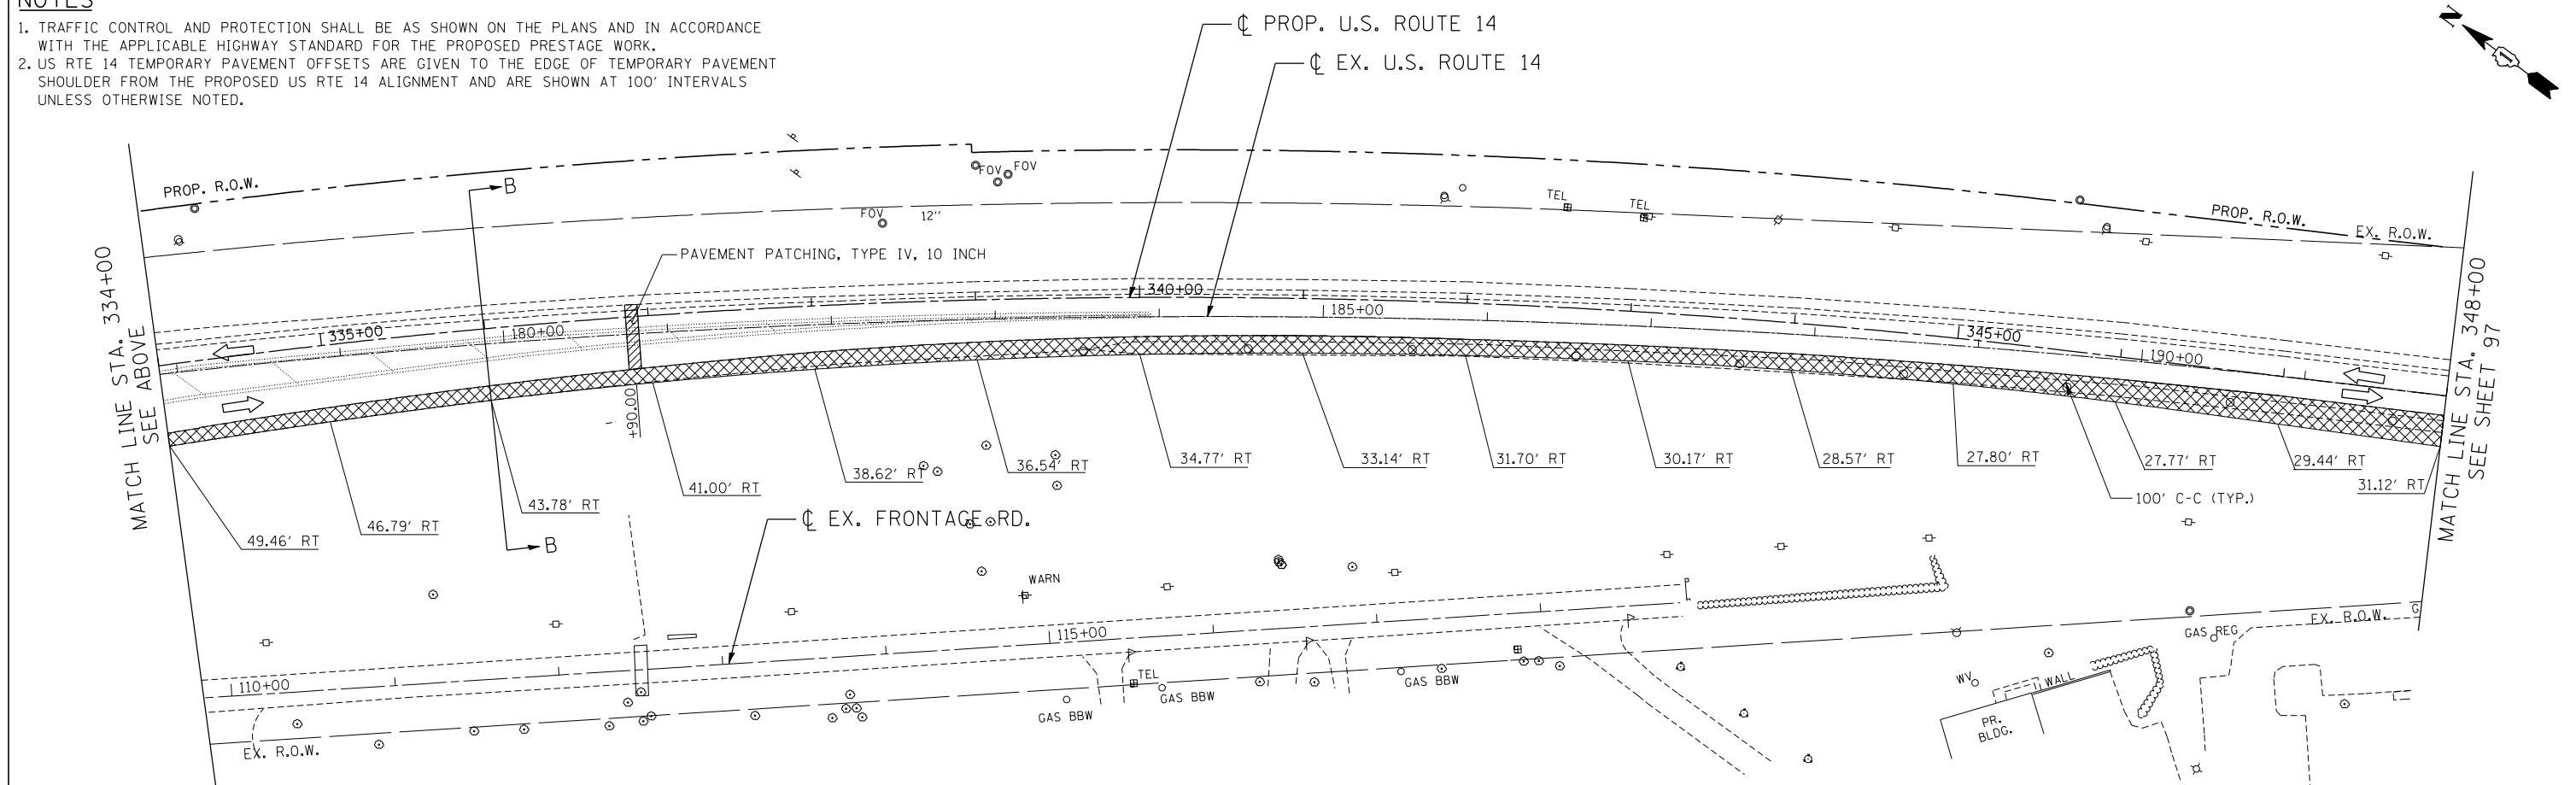 NOTES
1. TRAFFIC CONTROL AND PROTECTION SHALL BE AS SHOWN ON THE PLANS AND IN ACCORDANCE
WITH THE APPLICABLE HIGHWAY STANDARD FOR THE PROPOSED PRESTAGE WORK.
2. US RTE 14 TEMPORARY PAVEMENT OFFSETS ARE GIVEN TO THE EDGE OF TEMPORARY PAVEMENT
SHOULDER FROM THE PROPOSED US RTE 14 ALIGNMENT AND ARE SHOWN AT 100' INTERVALS
UNLESS OTHERWISE NOTED.
℄ PROP. U.S. ROUTE 14
℄ EX. U.S. ROUTE 14
N
PROP. R.O.W.
B
FOV
FOV
FOV
12''
TEL
TEL
PROP. R.O.W.
EX. R.O.W.
PAVEMENT PATCHING, TYPE IV, 10 INCH
MATCH LINE STA. 334+00
SEE ABOVE
335+00
180+00
340+00
185+00
345+00
190+00
MATCH LINE STA. 348+00
SEE SHEET 97
+90.00
49.46' RT
46.79' RT
43.78' RT
41.00' RT
38.62' RT
36.54' RT
34.77' RT
33.14' RT
31.70' RT
30.17' RT
28.57' RT
27.80' RT
27.77' RT
29.44' RT
31.12' RT
100' C-C (TYP.)
B
℄ EX. FRONTAGE RD.
WARN
110+00
115+00
TEL
GAS BBW
GAS BBW
GAS BBW
EX. R.O.W.
WV
WALL
PR.
BLDG.
GAS REG
EX. R.O.W.
G